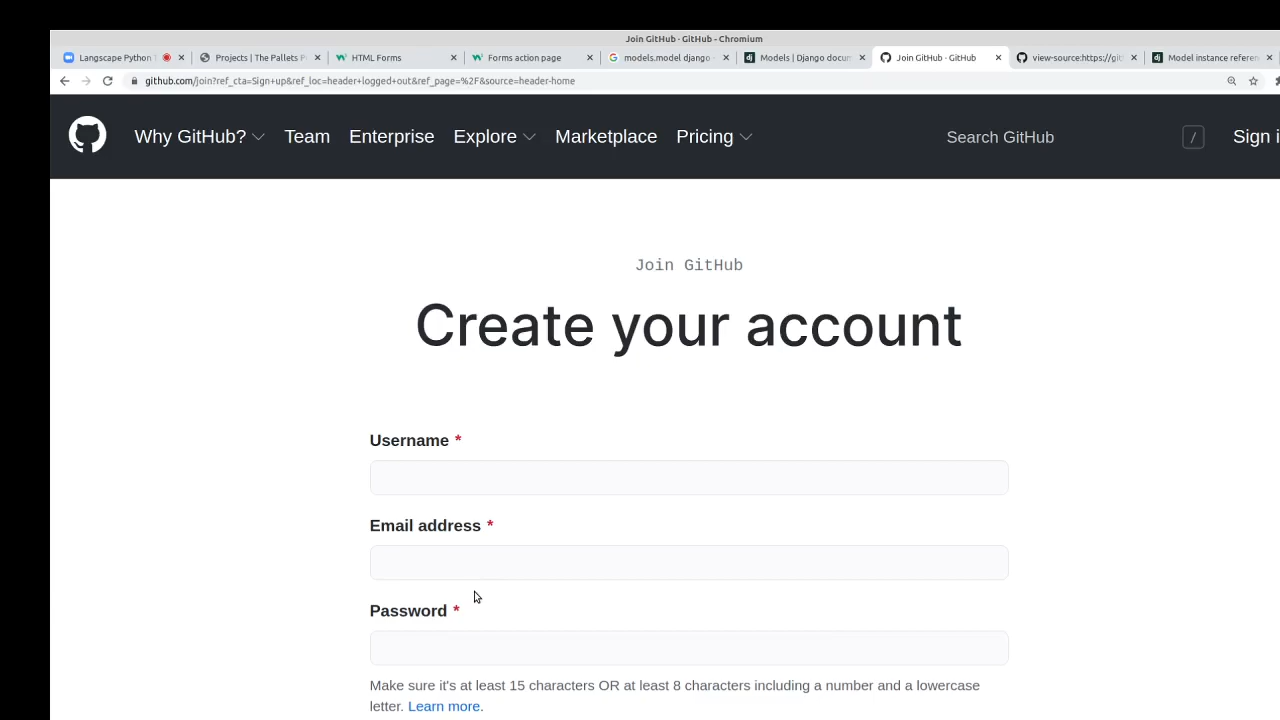 Join GitHub · GitHub - Chromium
Langscape Python
Projects | The Pallets
HTML Forms
Forms action page
models.model django
Models | Django docum
Join GitHub · GitHub
view-source:https://git
Model instance referen
github.com/join?ref_cta=Sign+up&ref_loc=header+logged+out&ref_page=%2F&source=header-home
Why GitHub? Team Enterprise Explore Marketplace Pricing Search GitHub / Sign i
Join GitHub
Create your account
Username *
Email address *
Password *
Make sure it's at least 15 characters OR at least 8 characters including a number and a lowercase
letter. Learn more.